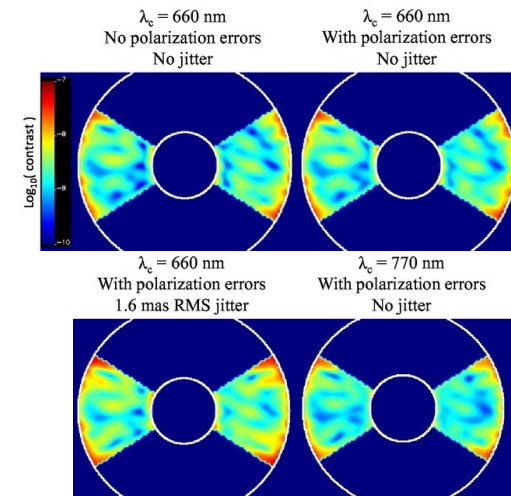 λc = 660 nm
No polarization errors
No jitter
λc = 660 nm
With polarization errors
No jitter
Log10( contrast )
-7
-8
-9
-10
λc = 660 nm
With polarization errors
1.6 mas RMS jitter
λc = 770 nm
With polarization errors
No jitter